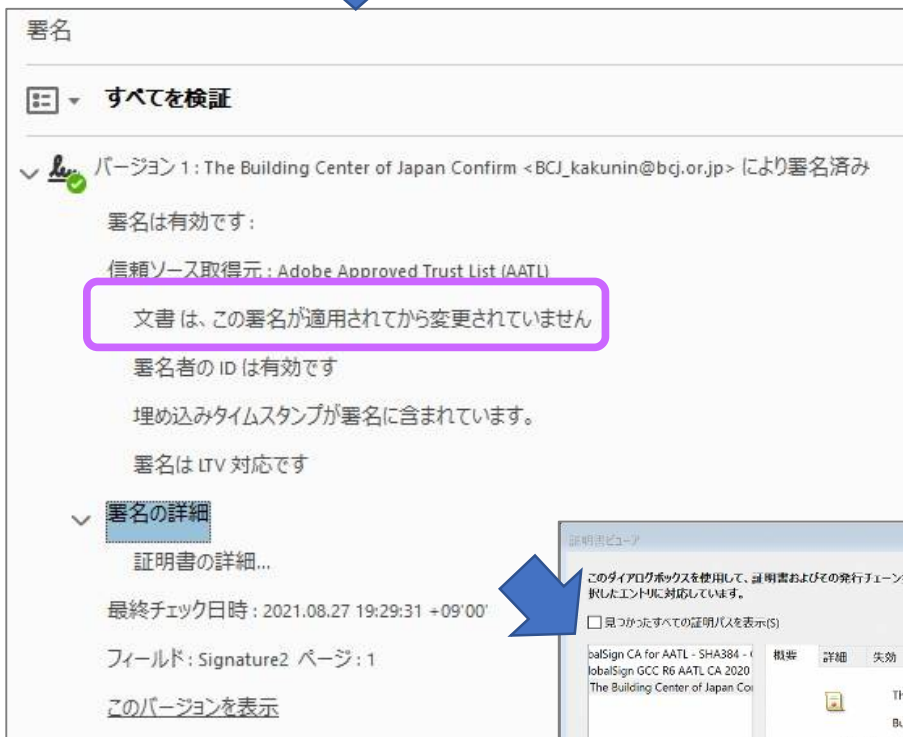 署名
すべてを検証
バージョン 1 : The Building Center of Japan Confirm <BCJ_kakunin@bcj.or.jp> により署名済み
署名は有効です :
信頼ソース取得元 : Adobe Approved Trust List (AATL)
文書 は、この署名が適用されてから変更されていません
署名者の ID は有効です
埋め込みタイムスタンプが署名に含まれています。
署名は LTV 対応です
署名の詳細
証明書の詳細...
最終チェック日時 : 2021.08.27 19:29:31 +09'00'
フィールド : Signature2 ページ : 1
このバージョンを表示
証明書ビューア
このダイアログボックスを使用して、証明書およびその発行チェーン
択したエントリに対応しています。
見つかったすべての証明パスを表示(S)
balSign CA for AATL - SHA384 -
lobalSign GCC R6 AATL CA 2020
The Building Center of Japan Co
概要 詳細 失効
Th
Bu